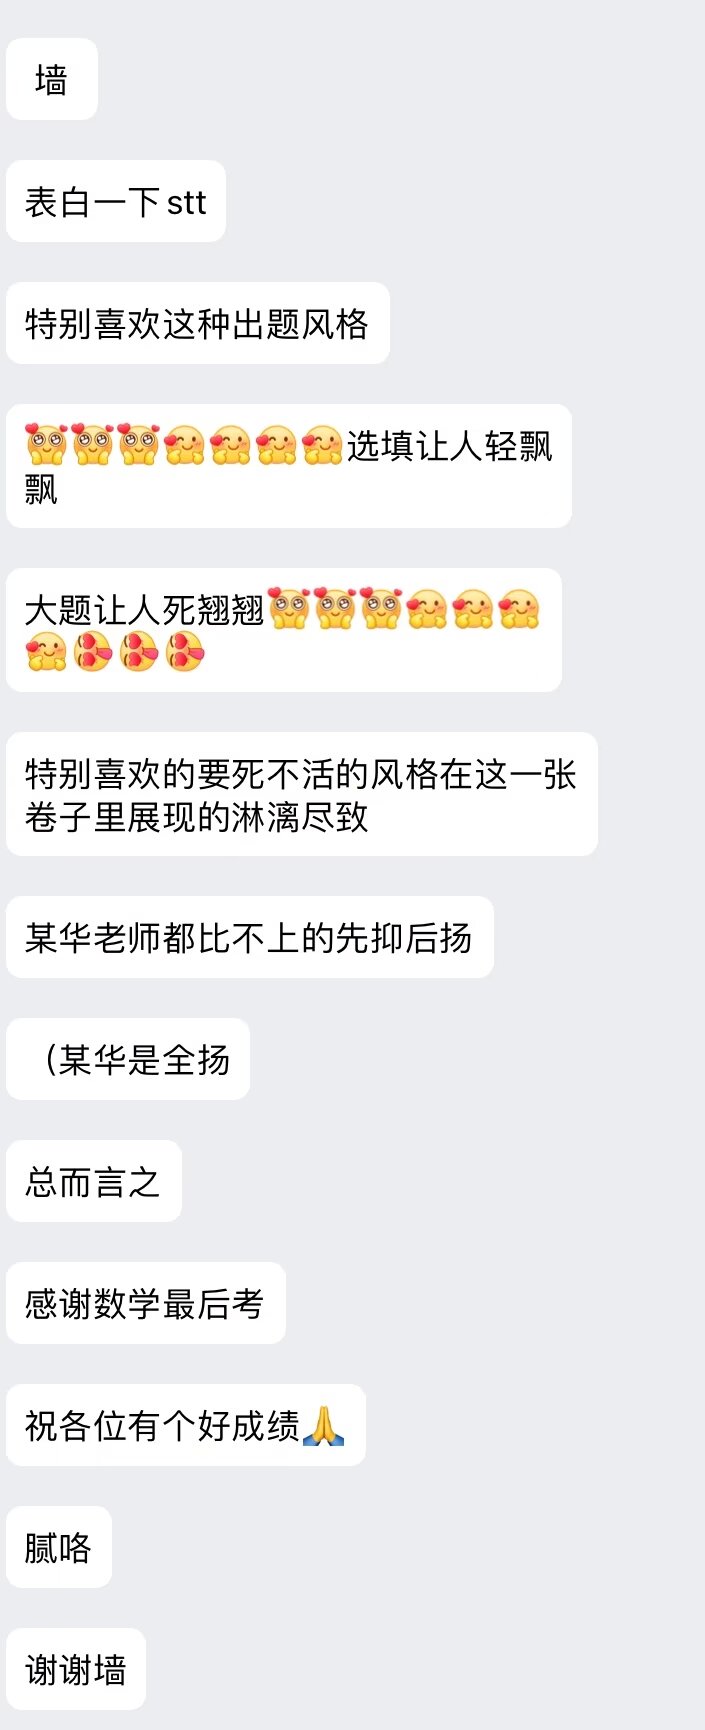 墙
表白一下stt
特别喜欢这种出题风格
选填让人轻飘
飘
大题让人死翘翘
特别喜欢的要死不活的风格在这一张
卷子里展现的淋漓尽致
某华老师都比不上的先抑后扬
（某华是全扬
总而言之
感谢数学最后考
祝各位有个好成绩🙏
腻咯
谢谢墙